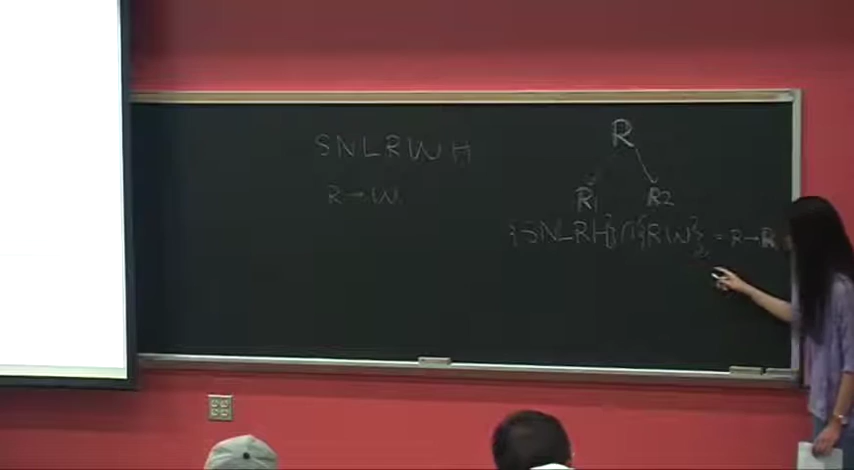 SNLRWH
R→W
R
R1 R2
{SNLRH}∩{RW} = R→R